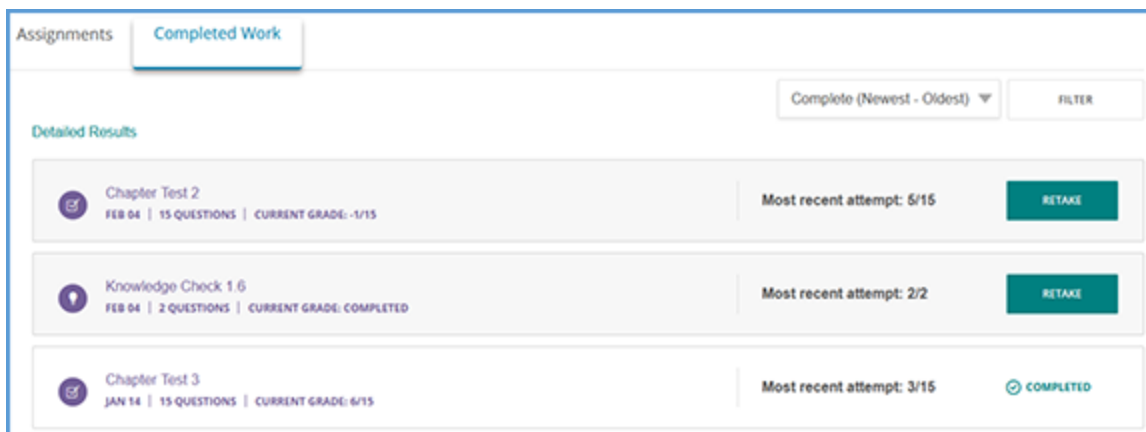 Assignments
Completed Work
Complete (Newest - Oldest)
FILTER
Detailed Results
Chapter Test 2
FEB 04 | 15 QUESTIONS | CURRENT GRADE: -1/15
Most recent attempt: 5/15
RETAKE
Knowledge Check 1.6
FEB 04 | 2 QUESTIONS | CURRENT GRADE: COMPLETED
Most recent attempt: 2/2
RETAKE
Chapter Test 3
JAN 14 | 15 QUESTIONS | CURRENT GRADE: 6/15
Most recent attempt: 3/15
COMPLETED